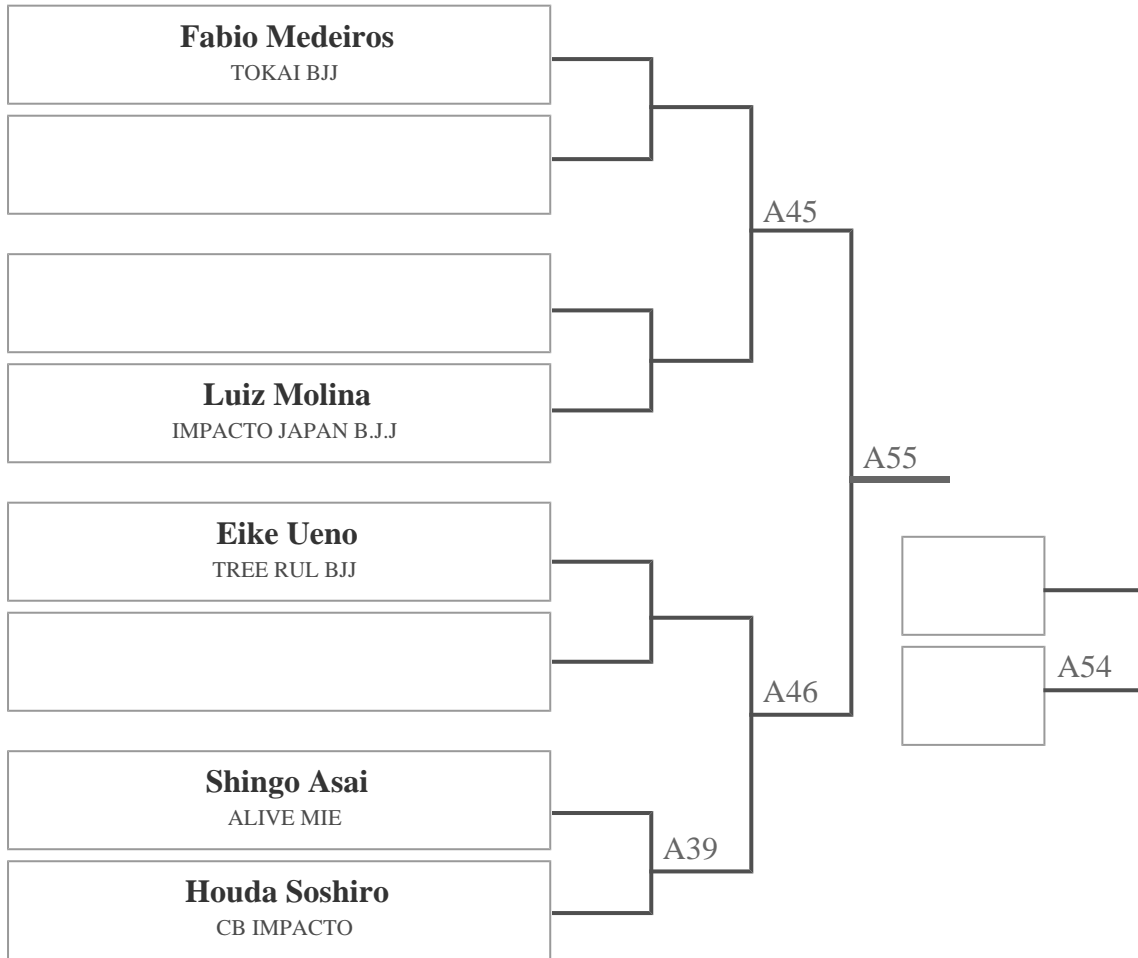 Fabio Medeiros
TOKAI BJJ
A45
Luiz Molina
IMPACTO JAPAN B.J.J
A55
Eike Ueno
TREE RUL BJJ
A54
A46
Shingo Asai
ALIVE MIE
A39
Houda Soshiro
CB IMPACTO